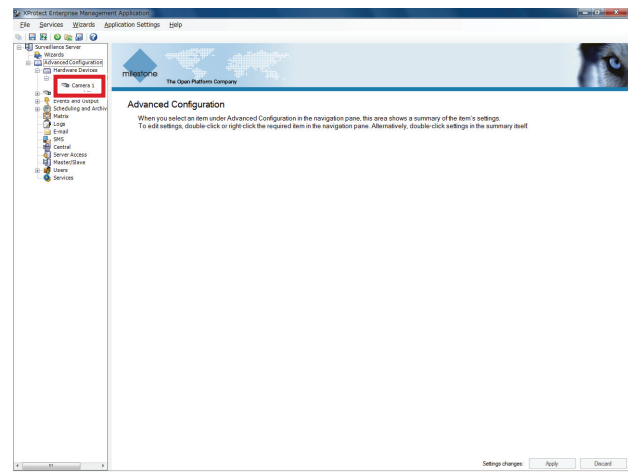 XProtect Enterprise Management Application
File Services Wizards Application Settings Help
Surveillance Server
Wizards
Advanced Configuration
Hardware Devices
Camera 1
Events and Output
Scheduling and Archiv
Matrix
Logs
E-mail
SMS
Central
Server Access
Master/Slave
Users
Services
milestone
The Open Platform Company
Advanced Configuration
When you select an item under Advanced Configuration in the navigation pane, this area shows a summary of the item's settings.
To edit settings, double-click or right-click the required item in the navigation pane. Alternatively, double-click settings in the summary itself.
Settings changes: Apply Discard